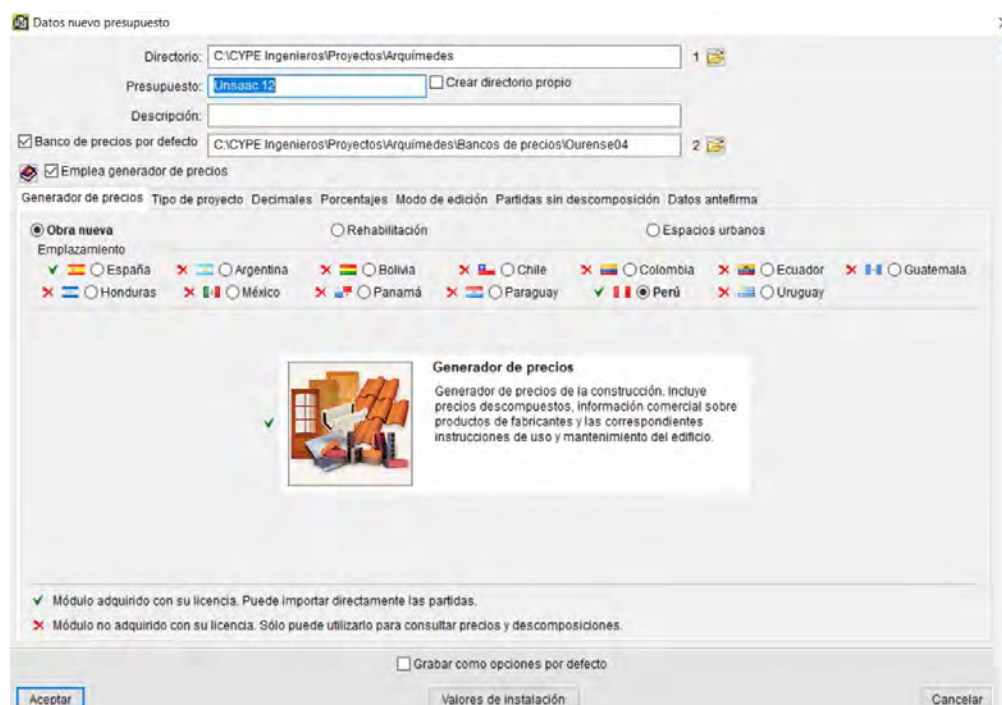 Datos nuevo presupuesto
Directorio: C:\CYPE Ingenieros\Proyectos\Arquímedes 1
Presupuesto: Unsaac 12 Crear directorio propio
Descripción:
Banco de precios por defecto C:\CYPE Ingenieros\Proyectos\Arquímedes\Bancos de precios\Ourense04 2
Emplea generador de precios
Generador de precios Tipo de proyecto Decimales Porcentajes Modo de edición Partidas sin descomposición Datos antefirma
Obra nueva Rehabilitación Espacios urbanos
Emplazamiento
España Argentina Bolivia Chile Colombia Ecuador Guatemala
Honduras México Panamá Paraguay Perú Uruguay
Generador de precios
Generador de precios de la construcción. Incluye
precios descompuestos, información comercial sobre
productos de fabricantes y las correspondientes
instrucciones de uso y mantenimiento del edificio.
Módulo adquirido con su licencia. Puede importar directamente las partidas.
Módulo no adquirido con su licencia. Sólo puede utilizarlo para consultar precios y descomposiciones.
Grabar como opciones por defecto
Aceptar Valores de instalación Cancelar